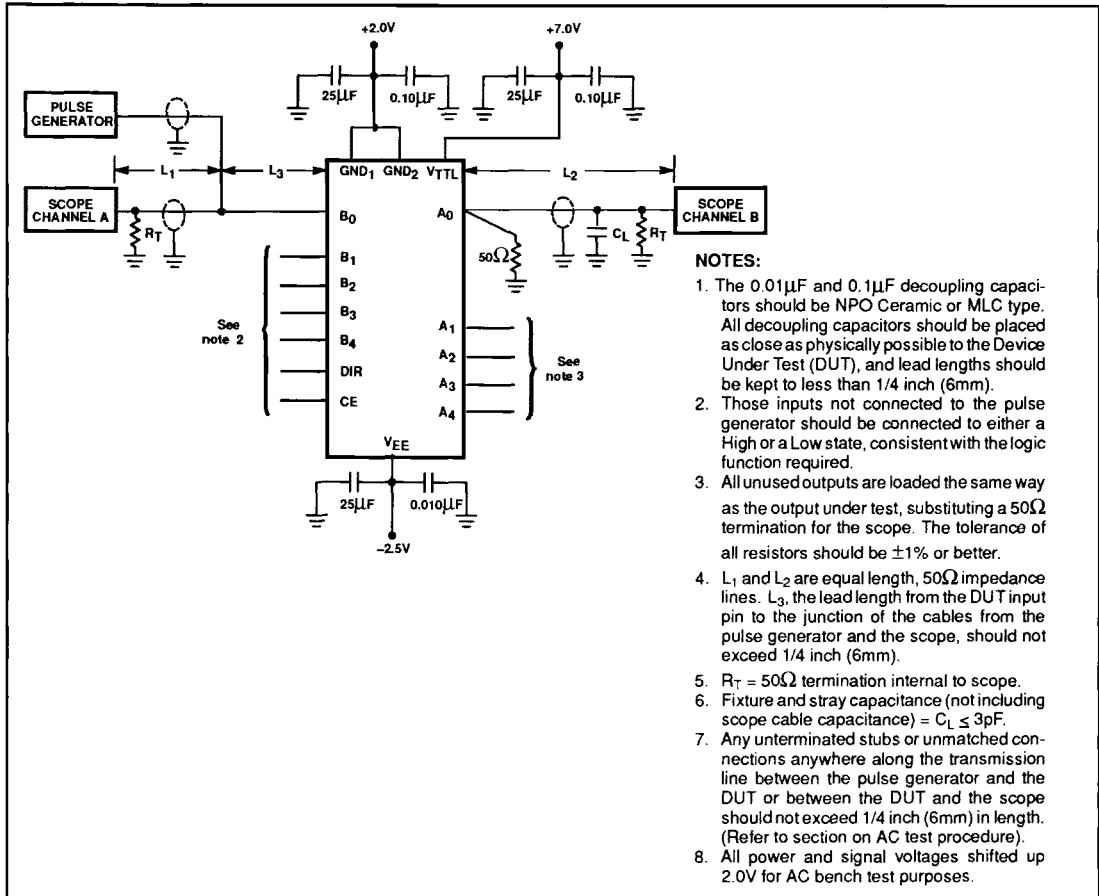 +2.0V
+7.0V
25μF
0.10μF
25μF
0.10μF
PULSE
GENERATOR
L1
L3
GND1 GND2 VTTL
L2
SCOPE
CHANNEL A
RT
B0
A0
CL
RT
SCOPE
CHANNEL B
50Ω
B1
B2
B3
B4
DIR
CE
See
note 2
A1
A2
A3
A4
See
note 3
VEE
25μF
0.010μF
−2.5V
NOTES:
1. The 0.01μF and 0.1μF decoupling capaci-
tors should be NPO Ceramic or MLC type.
All decoupling capacitors should be placed
as close as physically possible to the Device
Under Test (DUT), and lead lengths should
be kept to less than 1/4 inch (6mm).
2. Those inputs not connected to the pulse
generator should be connected to either a
High or a Low state, consistent with the logic
function required.
3. All unused outputs are loaded the same way
as the output under test, substituting a 50Ω
termination for the scope. The tolerance of
all resistors should be ±1% or better.
4. L1 and L2 are equal length, 50Ω impedance
lines. L3, the lead length from the DUT input
pin to the junction of the cables from the
pulse generator and the scope, should not
exceed 1/4 inch (6mm).
5. RT = 50Ω termination internal to scope.
6. Fixture and stray capacitance (not including
scope cable capacitance) = CL ≤ 3pF.
7. Any unterminated stubs or unmatched con-
nections anywhere along the transmission
line between the pulse generator and the
DUT or between the DUT and the scope
should not exceed 1/4 inch (6mm) in length.
(Refer to section on AC test procedure).
8. All power and signal voltages shifted up
2.0V for AC bench test purposes.